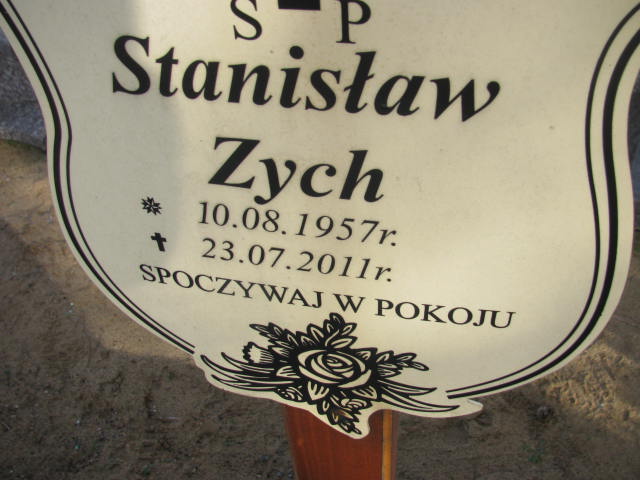 S P
Stanisław
Zych
10.08.1957r.
23.07.2011r.
SPOCZYWAJ W POKOJU